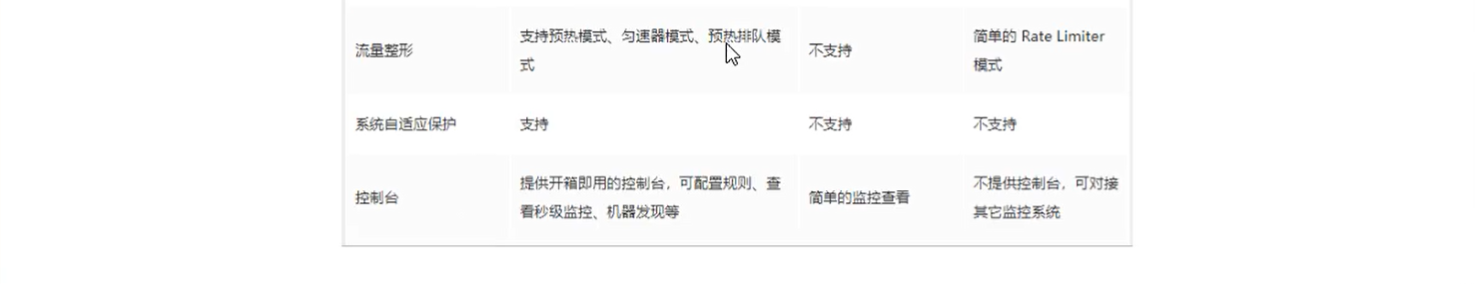 流量整形
支持预热模式、匀速器模式、预热排队模
式
不支持
简单的 Rate Limiter
模式
系统自适应保护
支持
不支持
不支持
控制台
提供开箱即用的控制台，可配置规则、查
看秒级监控、机器发现等
简单的监控查看
不提供控制台，可对接
其它监控系统